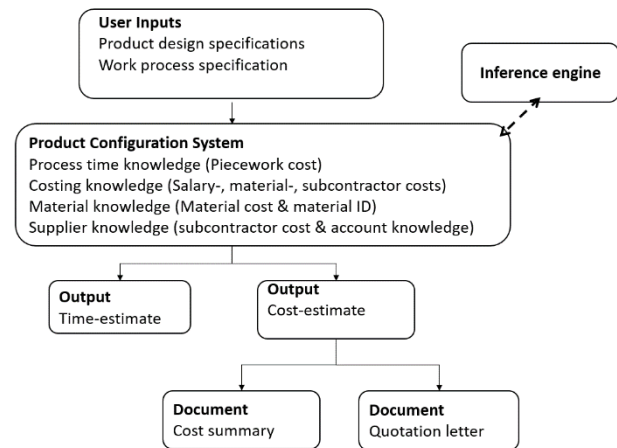 User Inputs
Product design specifications
Work process specification
Inference engine
Product Configuration System
Process time knowledge (Piecework cost)
Costing knowledge (Salary-, material-, subcontractor costs)
Material knowledge (Material cost & material ID)
Supplier knowledge (subcontractor cost & account knowledge)
Output
Time-estimate
Output
Cost-estimate
Document
Cost summary
Document
Quotation letter